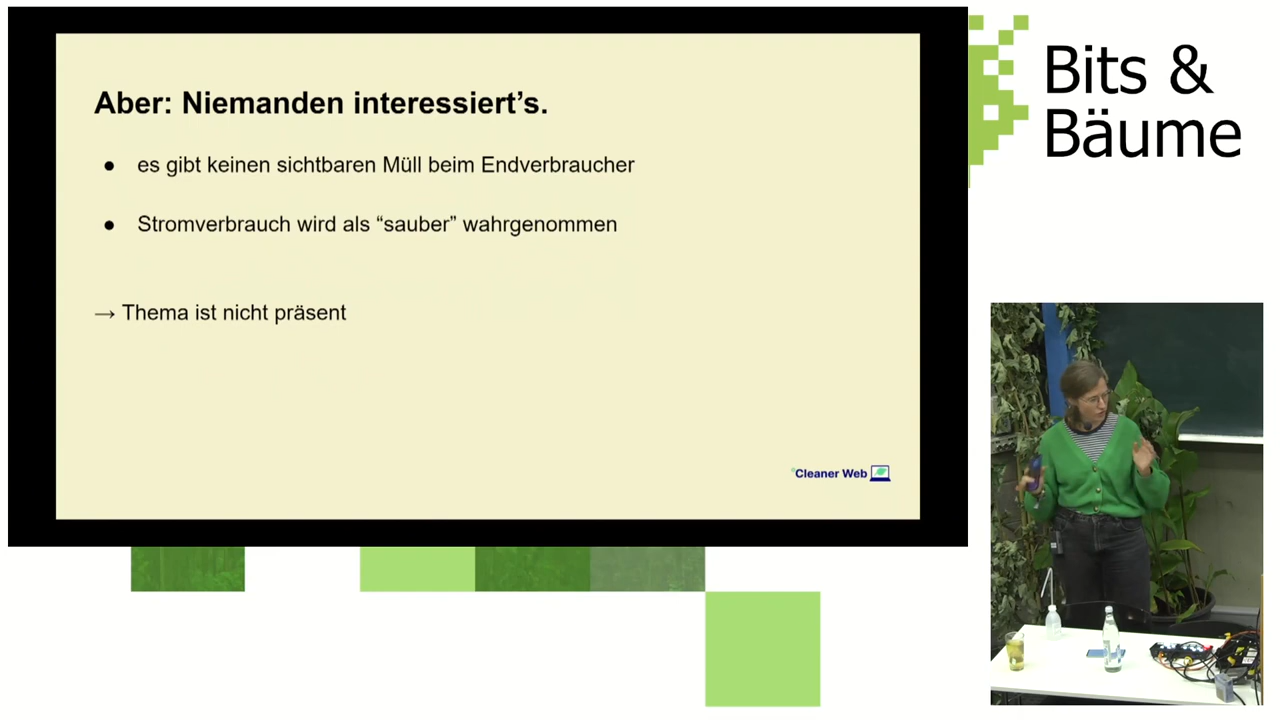 Aber: Niemanden interessiert’s.
● es gibt keinen sichtbaren Müll beim Endverbraucher
● Stromverbrauch wird als “sauber” wahrgenommen
→ Thema ist nicht präsent
Cleaner Web
Bits &
Bäume